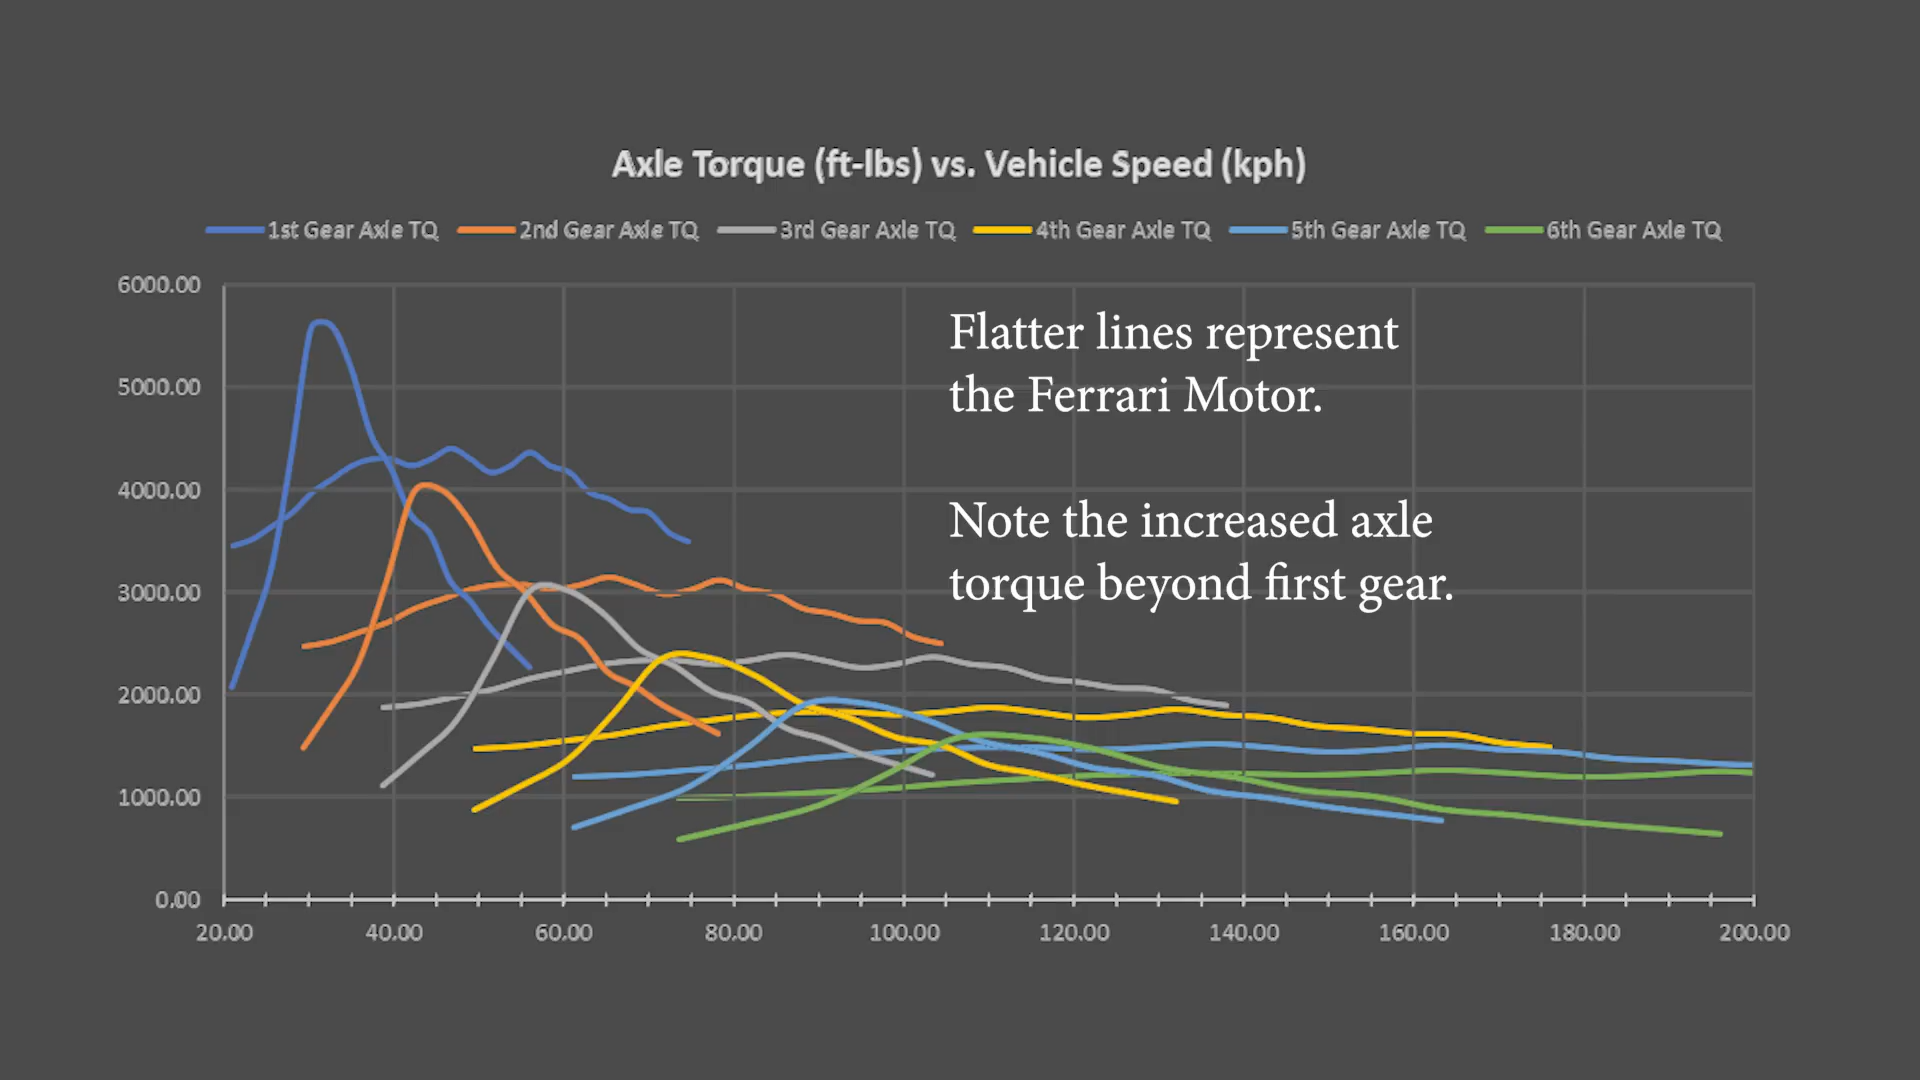 Axle Torque (ft-lbs) vs. Vehicle Speed (kph)
1st Gear Axle TQ 2nd Gear Axle TQ 3rd Gear Axle TQ 4th Gear Axle TQ 5th Gear Axle TQ 6th Gear Axle TQ
6000.00
5000.00
4000.00
3000.00
2000.00
1000.00
0.00
Flatter lines represent
the Ferrari Motor.
Note the increased axle
torque beyond first gear.
20.00 40.00 60.00 80.00 100.00 120.00 140.00 160.00 180.00 200.00